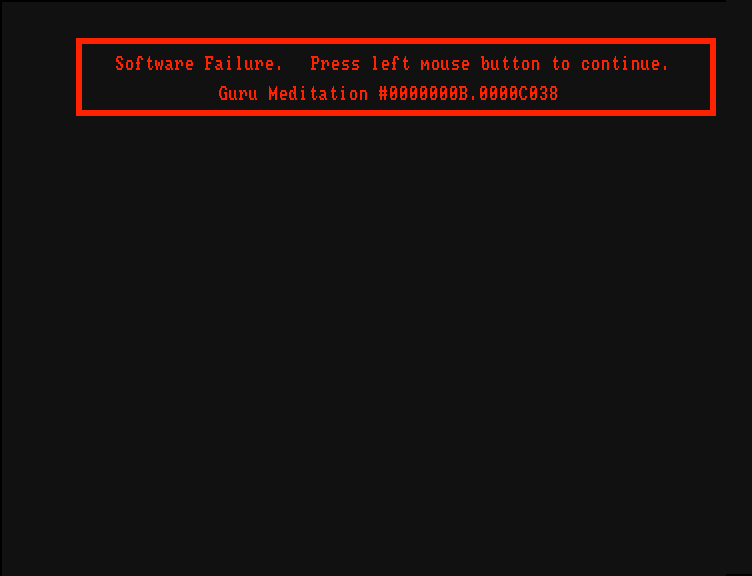 Software Failure.   Press left mouse button to continue.
Guru Meditation #0000000B.0000C038